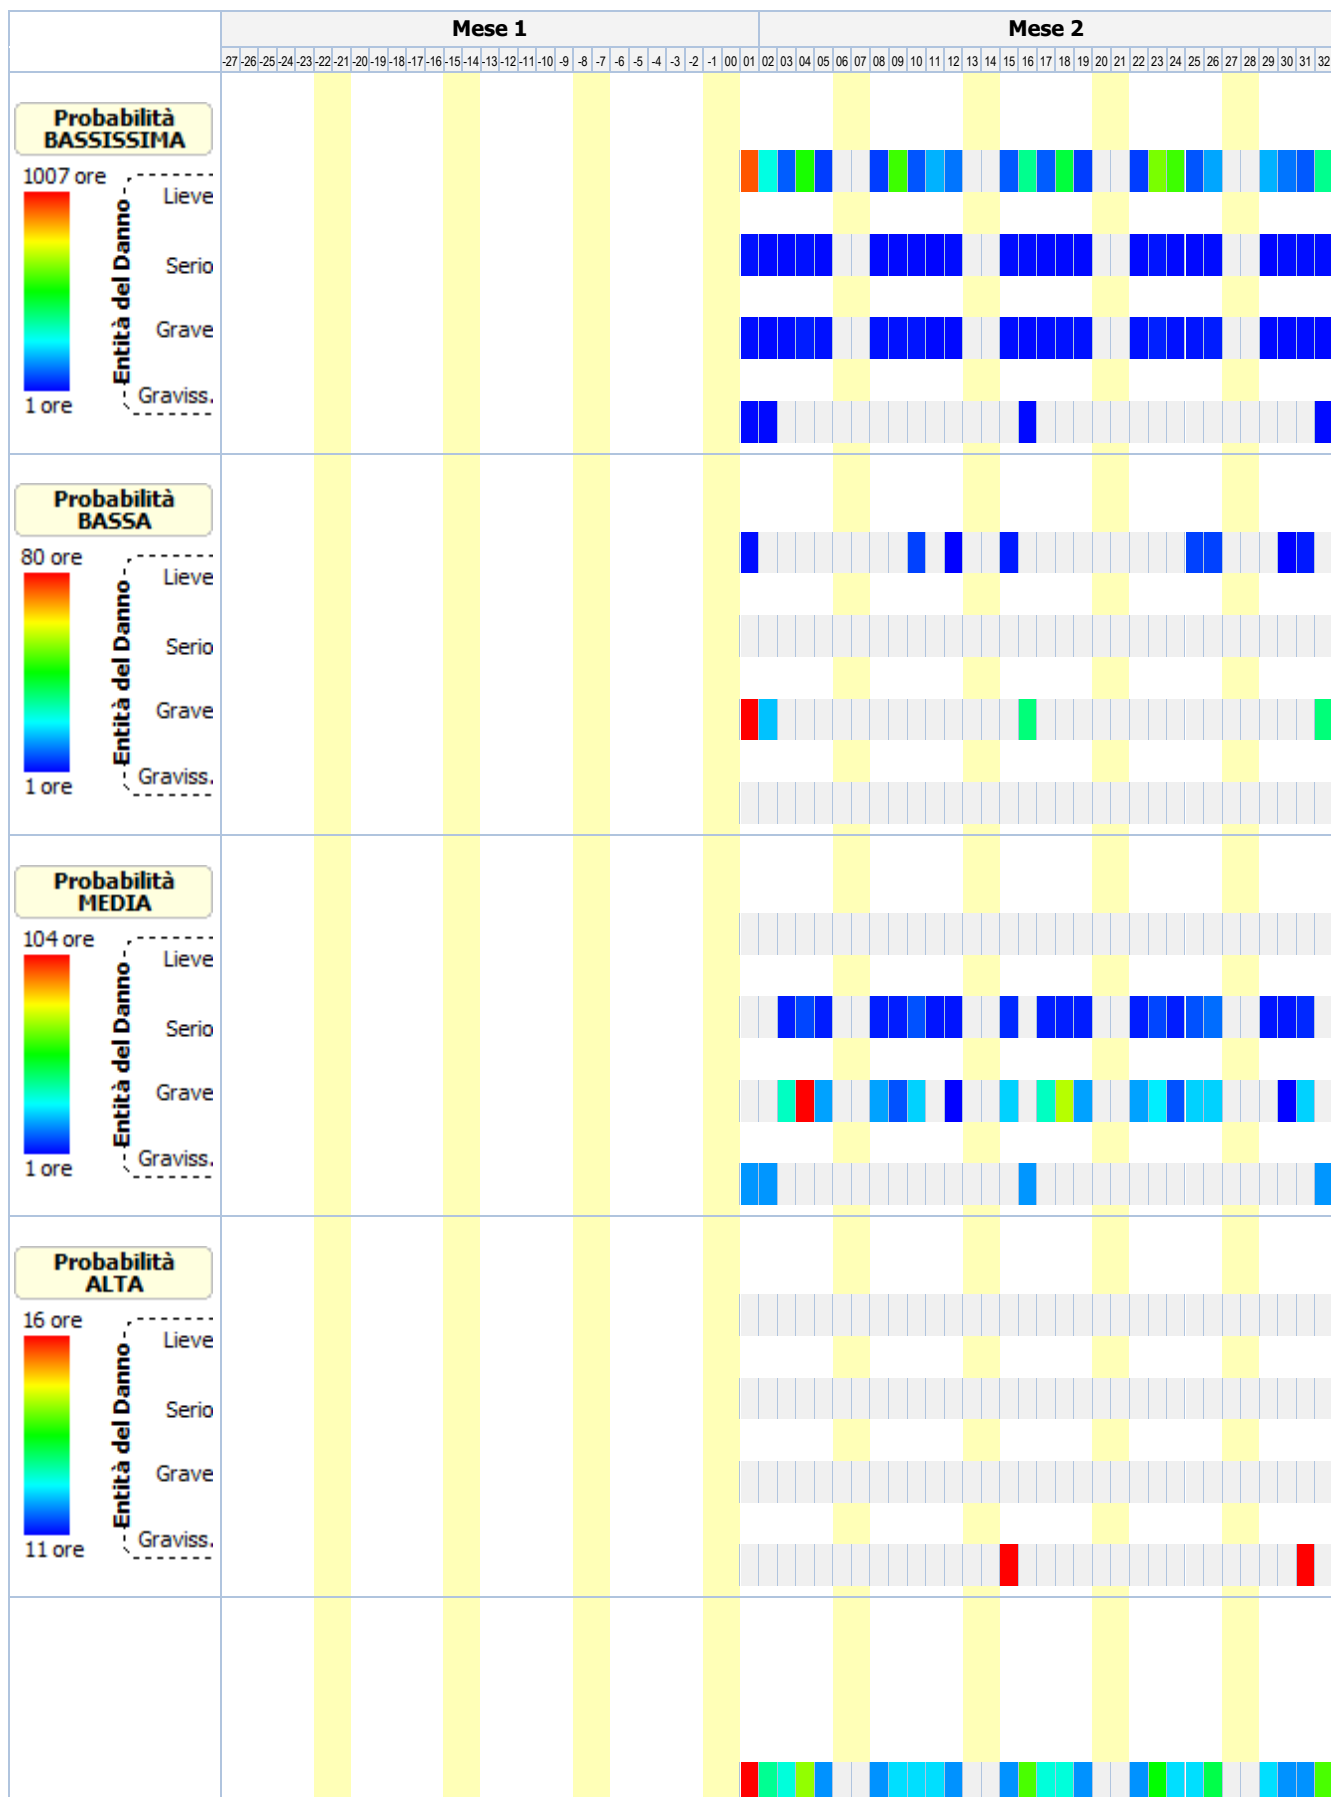 Mese 1 Mese 2
-27 -26 -25 -24 -23 -22 -21 -20 -19 -18 -17 -16 -15 -14 -13 -12 -11 -10 -9 -8 -7 -6 -5 -4 -3 -2 -1 00 01 02 03 04 05 06 07 08 09 10 11 12 13 14 15 16 17 18 19 20 21 22 23 24 25 26 27 28 29 30 31 32
Probabilità
BASSISSIMA
1007 ore
1 ore
Entità del Danno
Lieve
Serio
Grave
Graviss.
Probabilità
BASSA
80 ore
1 ore
Entità del Danno
Lieve
Serio
Grave
Graviss.
Probabilità
MEDIA
104 ore
1 ore
Entità del Danno
Lieve
Serio
Grave
Graviss.
Probabilità
ALTA
16 ore
11 ore
Entità del Danno
Lieve
Serio
Grave
Graviss.